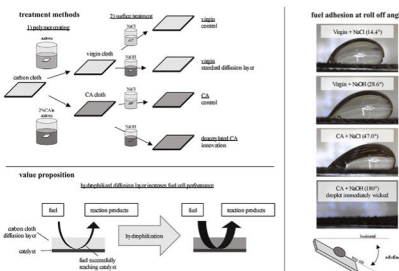 treatment methods
1) polymer coating
2) surface treatment
acetone
NaCl
virgin
control
virgin cloth
NaOH
virgin
standard diffusion layer
carbon cloth
NaCl
CA
control
CA cloth
2% CA in
acetone
NaOH
deacetylated CA
innovation
value proposition
hydrophilized diffusion layer increases fuel cell performance
fuel
reaction products
fuel
reaction products
carbon cloth
diffusion layer
hydrophilization
catalyst
fuel successfully
reaching catalyst
fuel adhesion at roll off ang
Virgin + NaCl (14.4°)
Virgin + NaOH (28.6°)
CA + NaCl (47.0°)
CA + NaOH (180°)
droplet immediately wicked
horizontal